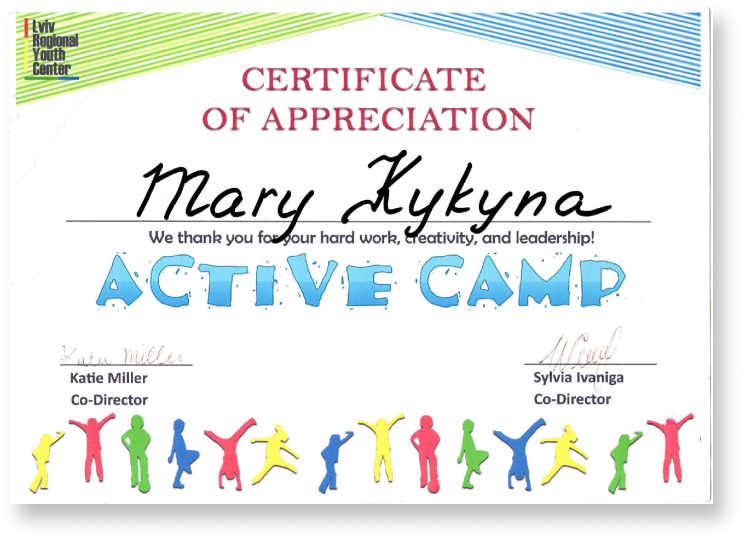 Lviv
Regional
Youth
Center
CERTIFICATE
OF APPRECIATION
Mary Kykyna
We thank you for your hard work, creativity, and leadership!
ACTIVE CAMP
Katie Miller
Katie Miller
Co-Director
Sylvia Ivaniga
Co-Director